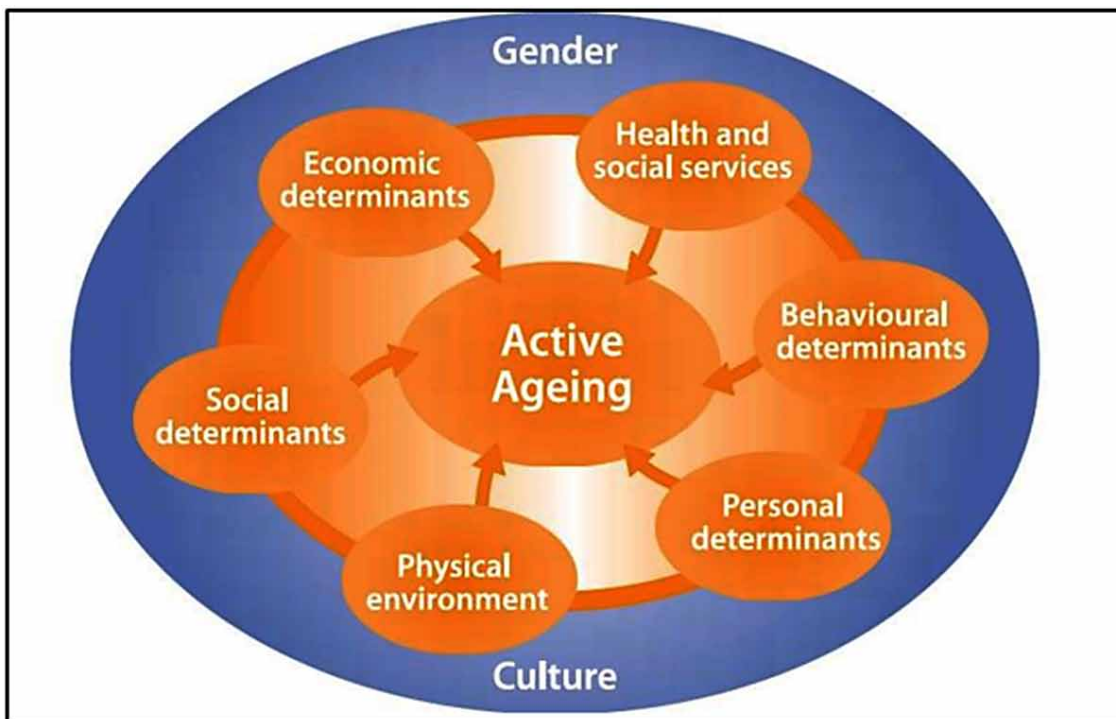 Gender
Economic
determinants
Health and
social services
Active
Ageing
Behavioural
determinants
Social
determinants
Personal
determinants
Physical
environment
Culture